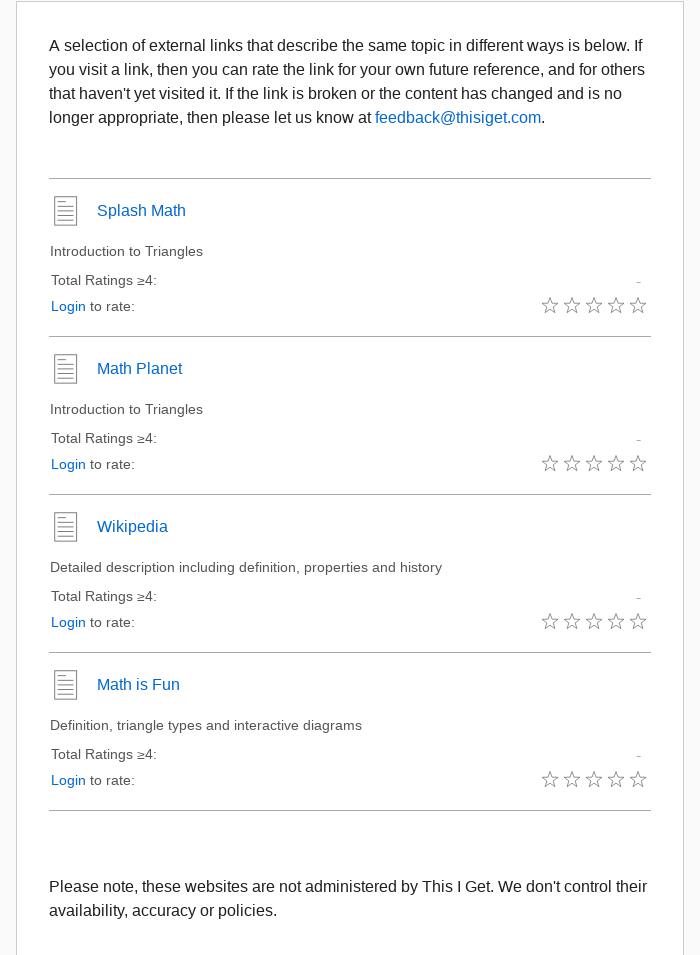 A selection of external links that describe the same topic in different ways is below. If
you visit a link, then you can rate the link for your own future reference, and for others
that haven't yet visited it. If the link is broken or the content has changed and is no
longer appropriate, then please let us know at feedback@thisiget.com.
Splash Math
Introduction to Triangles
Total Ratings ≥4: -
Login to rate:
Math Planet
Introduction to Triangles
Total Ratings ≥4: -
Login to rate:
Wikipedia
Detailed description including definition, properties and history
Total Ratings ≥4: -
Login to rate:
Math is Fun
Definition, triangle types and interactive diagrams
Total Ratings ≥4: -
Login to rate:
Please note, these websites are not administered by This I Get. We don't control their
availability, accuracy or policies.